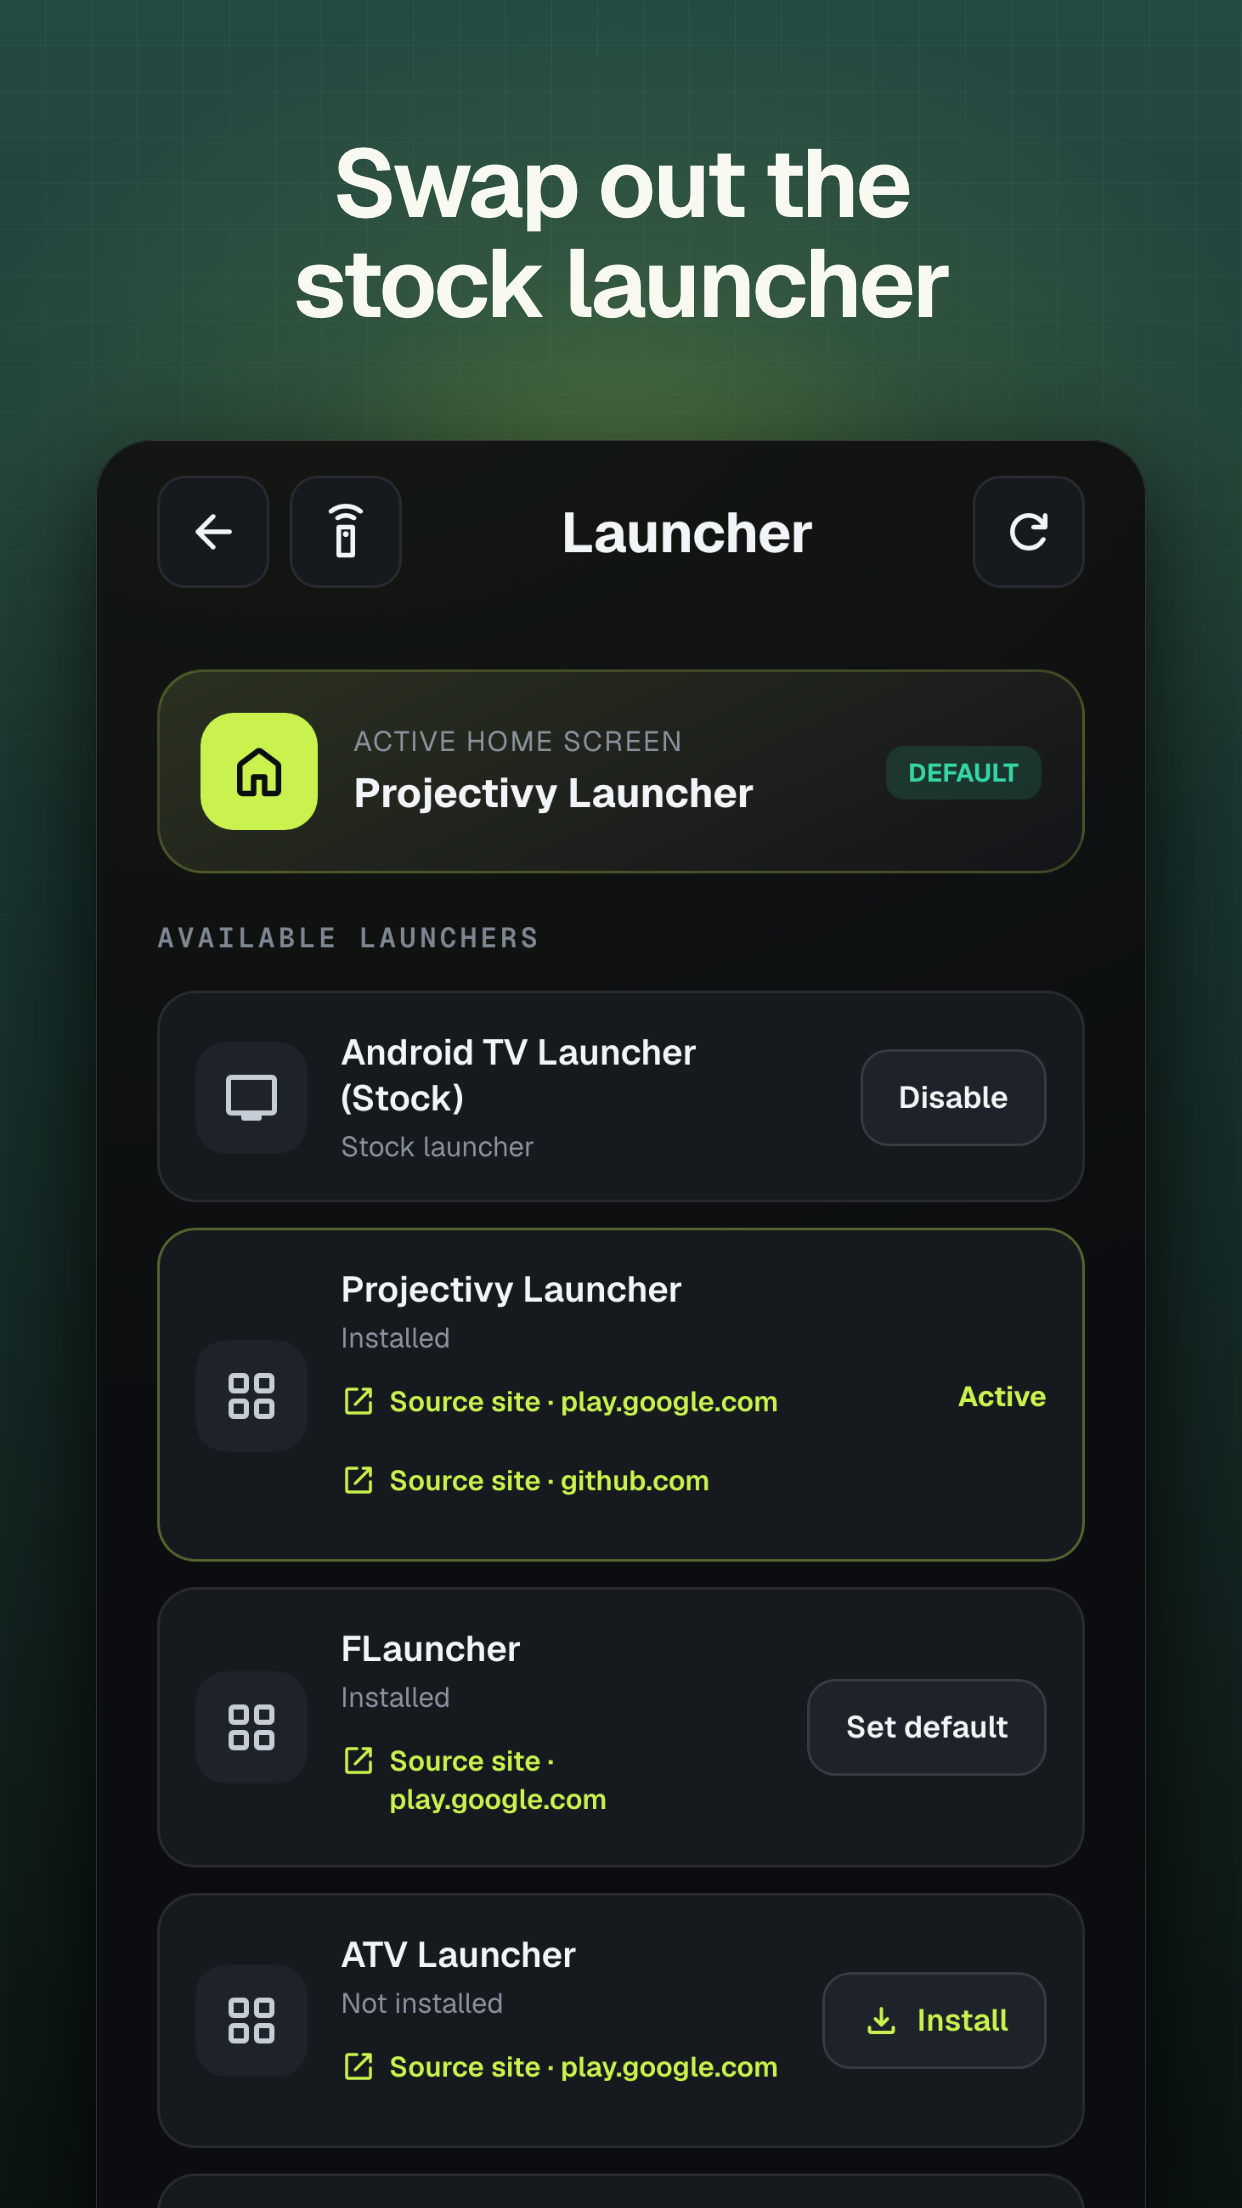 Swap out the
stock launcher
Launcher
ACTIVE HOME SCREEN
Projectivy Launcher
DEFAULT
AVAILABLE LAUNCHERS
Android TV Launcher
(Stock)
Stock launcher
Disable
Projectivy Launcher
Installed
Source site · play.google.com
Active
Source site · github.com
FLauncher
Installed
Source site ·
play.google.com
Set default
ATV Launcher
Not installed
Source site · play.google.com
Install